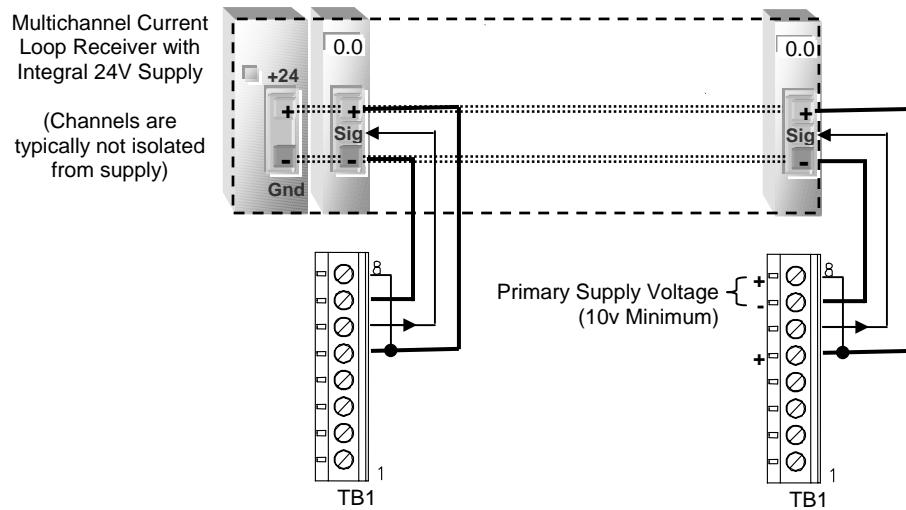 Multichannel Current
Loop Receiver with
Integral 24V Supply
(Channels are
typically not isolated
from supply)
+24
+
-
Gnd
0.0
+
Sig
-
0.0
+
Sig
-
8
1
TB1
Primary Supply Voltage
(10v Minimum)
+
-
+
8
1
TB1